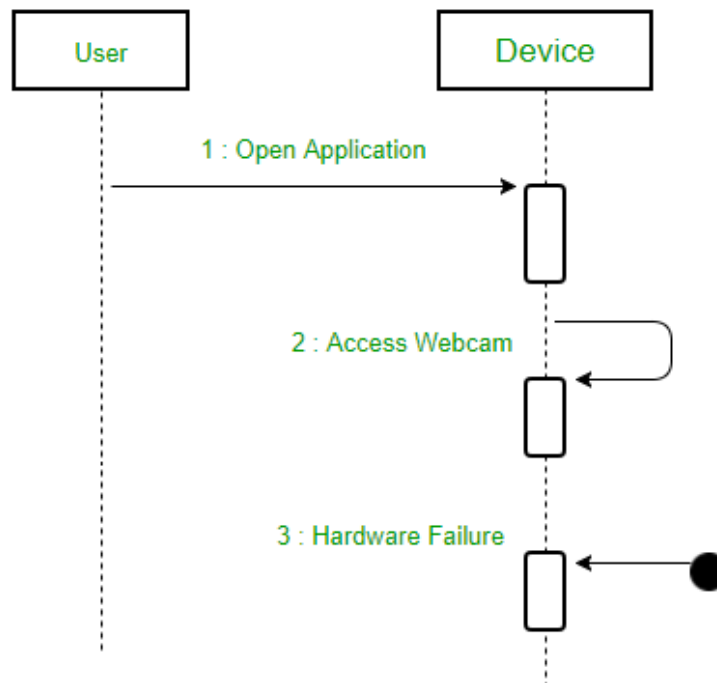 User
Device
1 : Open Application
2 : Access Webcam
3 : Hardware Failure